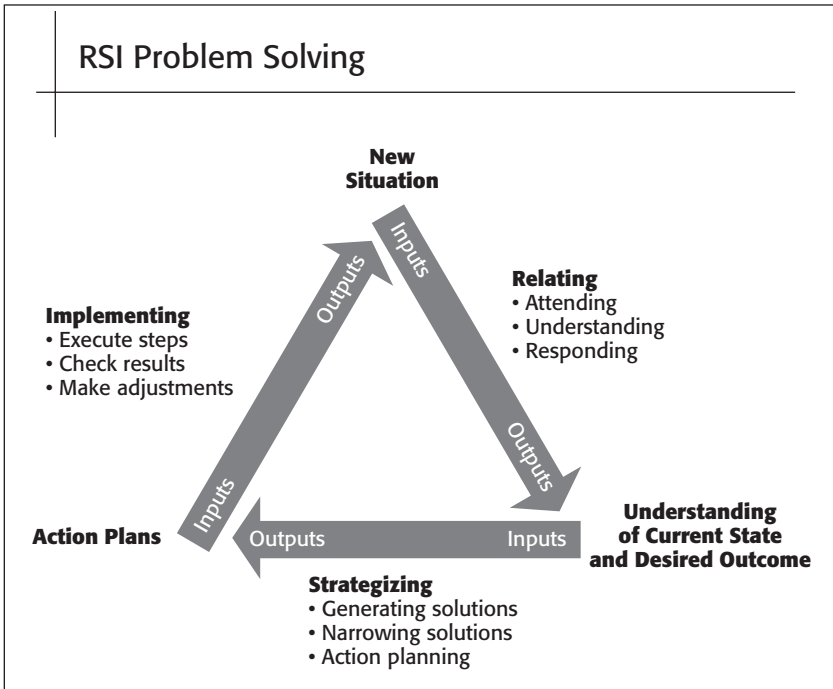 RSI Problem Solving
New
Situation
Inputs
Outputs
Relating
• Attending
• Understanding
• Responding
Implementing
• Execute steps
• Check results
• Make adjustments
Outputs
Inputs
Understanding
of Current State
and Desired Outcome
Action Plans
Outputs
Inputs
Strategizing
• Generating solutions
• Narrowing solutions
• Action planning